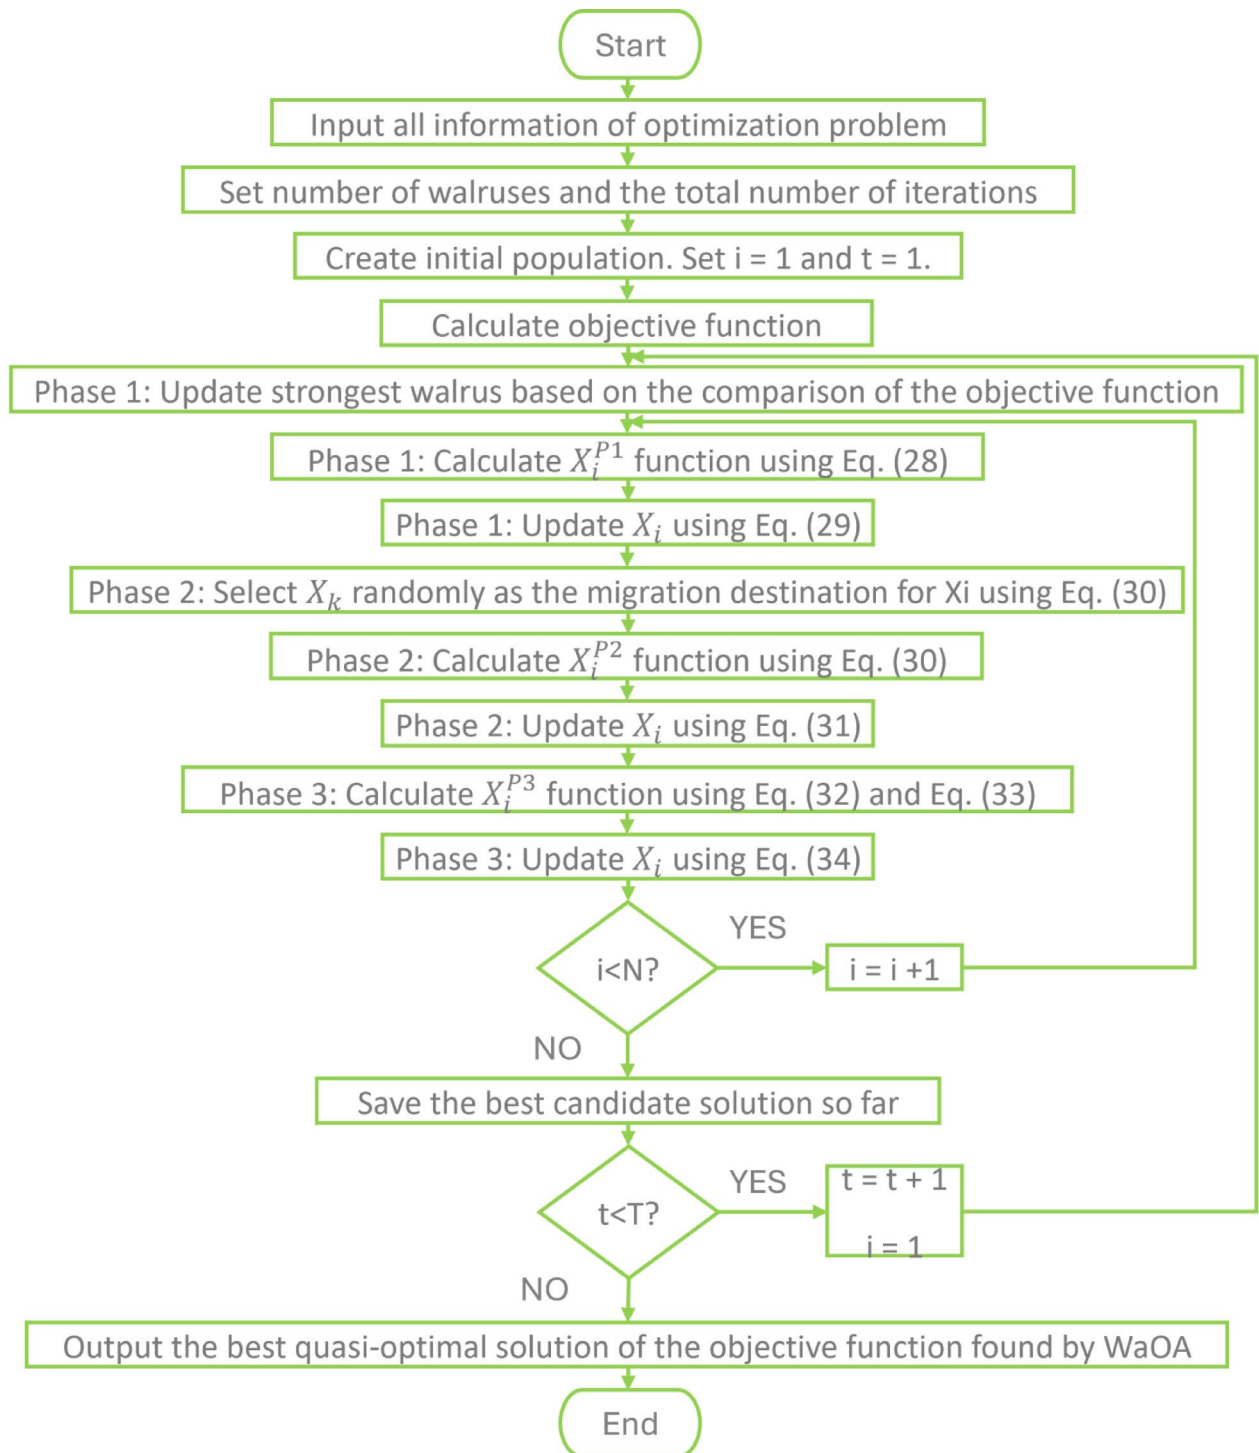 Start
Input all information of optimization problem
Set number of walruses and the total number of iterations
Create initial population. Set i = 1 and t = 1.
Calculate objective function
Phase 1: Update strongest walrus based on the comparison of the objective function
Phase 1: Calculate $X_i^{P1}$ function using Eq. (28)
Phase 1: Update $X_i$ using Eq. (29)
Phase 2: Select $X_k$ randomly as the migration destination for Xi using Eq. (30)
Phase 2: Calculate $X_i^{P2}$ function using Eq. (30)
Phase 2: Update $X_i$ using Eq. (31)
Phase 3: Calculate $X_i^{P3}$ function using Eq. (32) and Eq. (33)
Phase 3: Update $X_i$ using Eq. (34)
YES
i<N?
i = i +1
NO
Save the best candidate solution so far
YES
t = t + 1
t<T?
i = 1
NO
Output the best quasi-optimal solution of the objective function found by WaOA
End